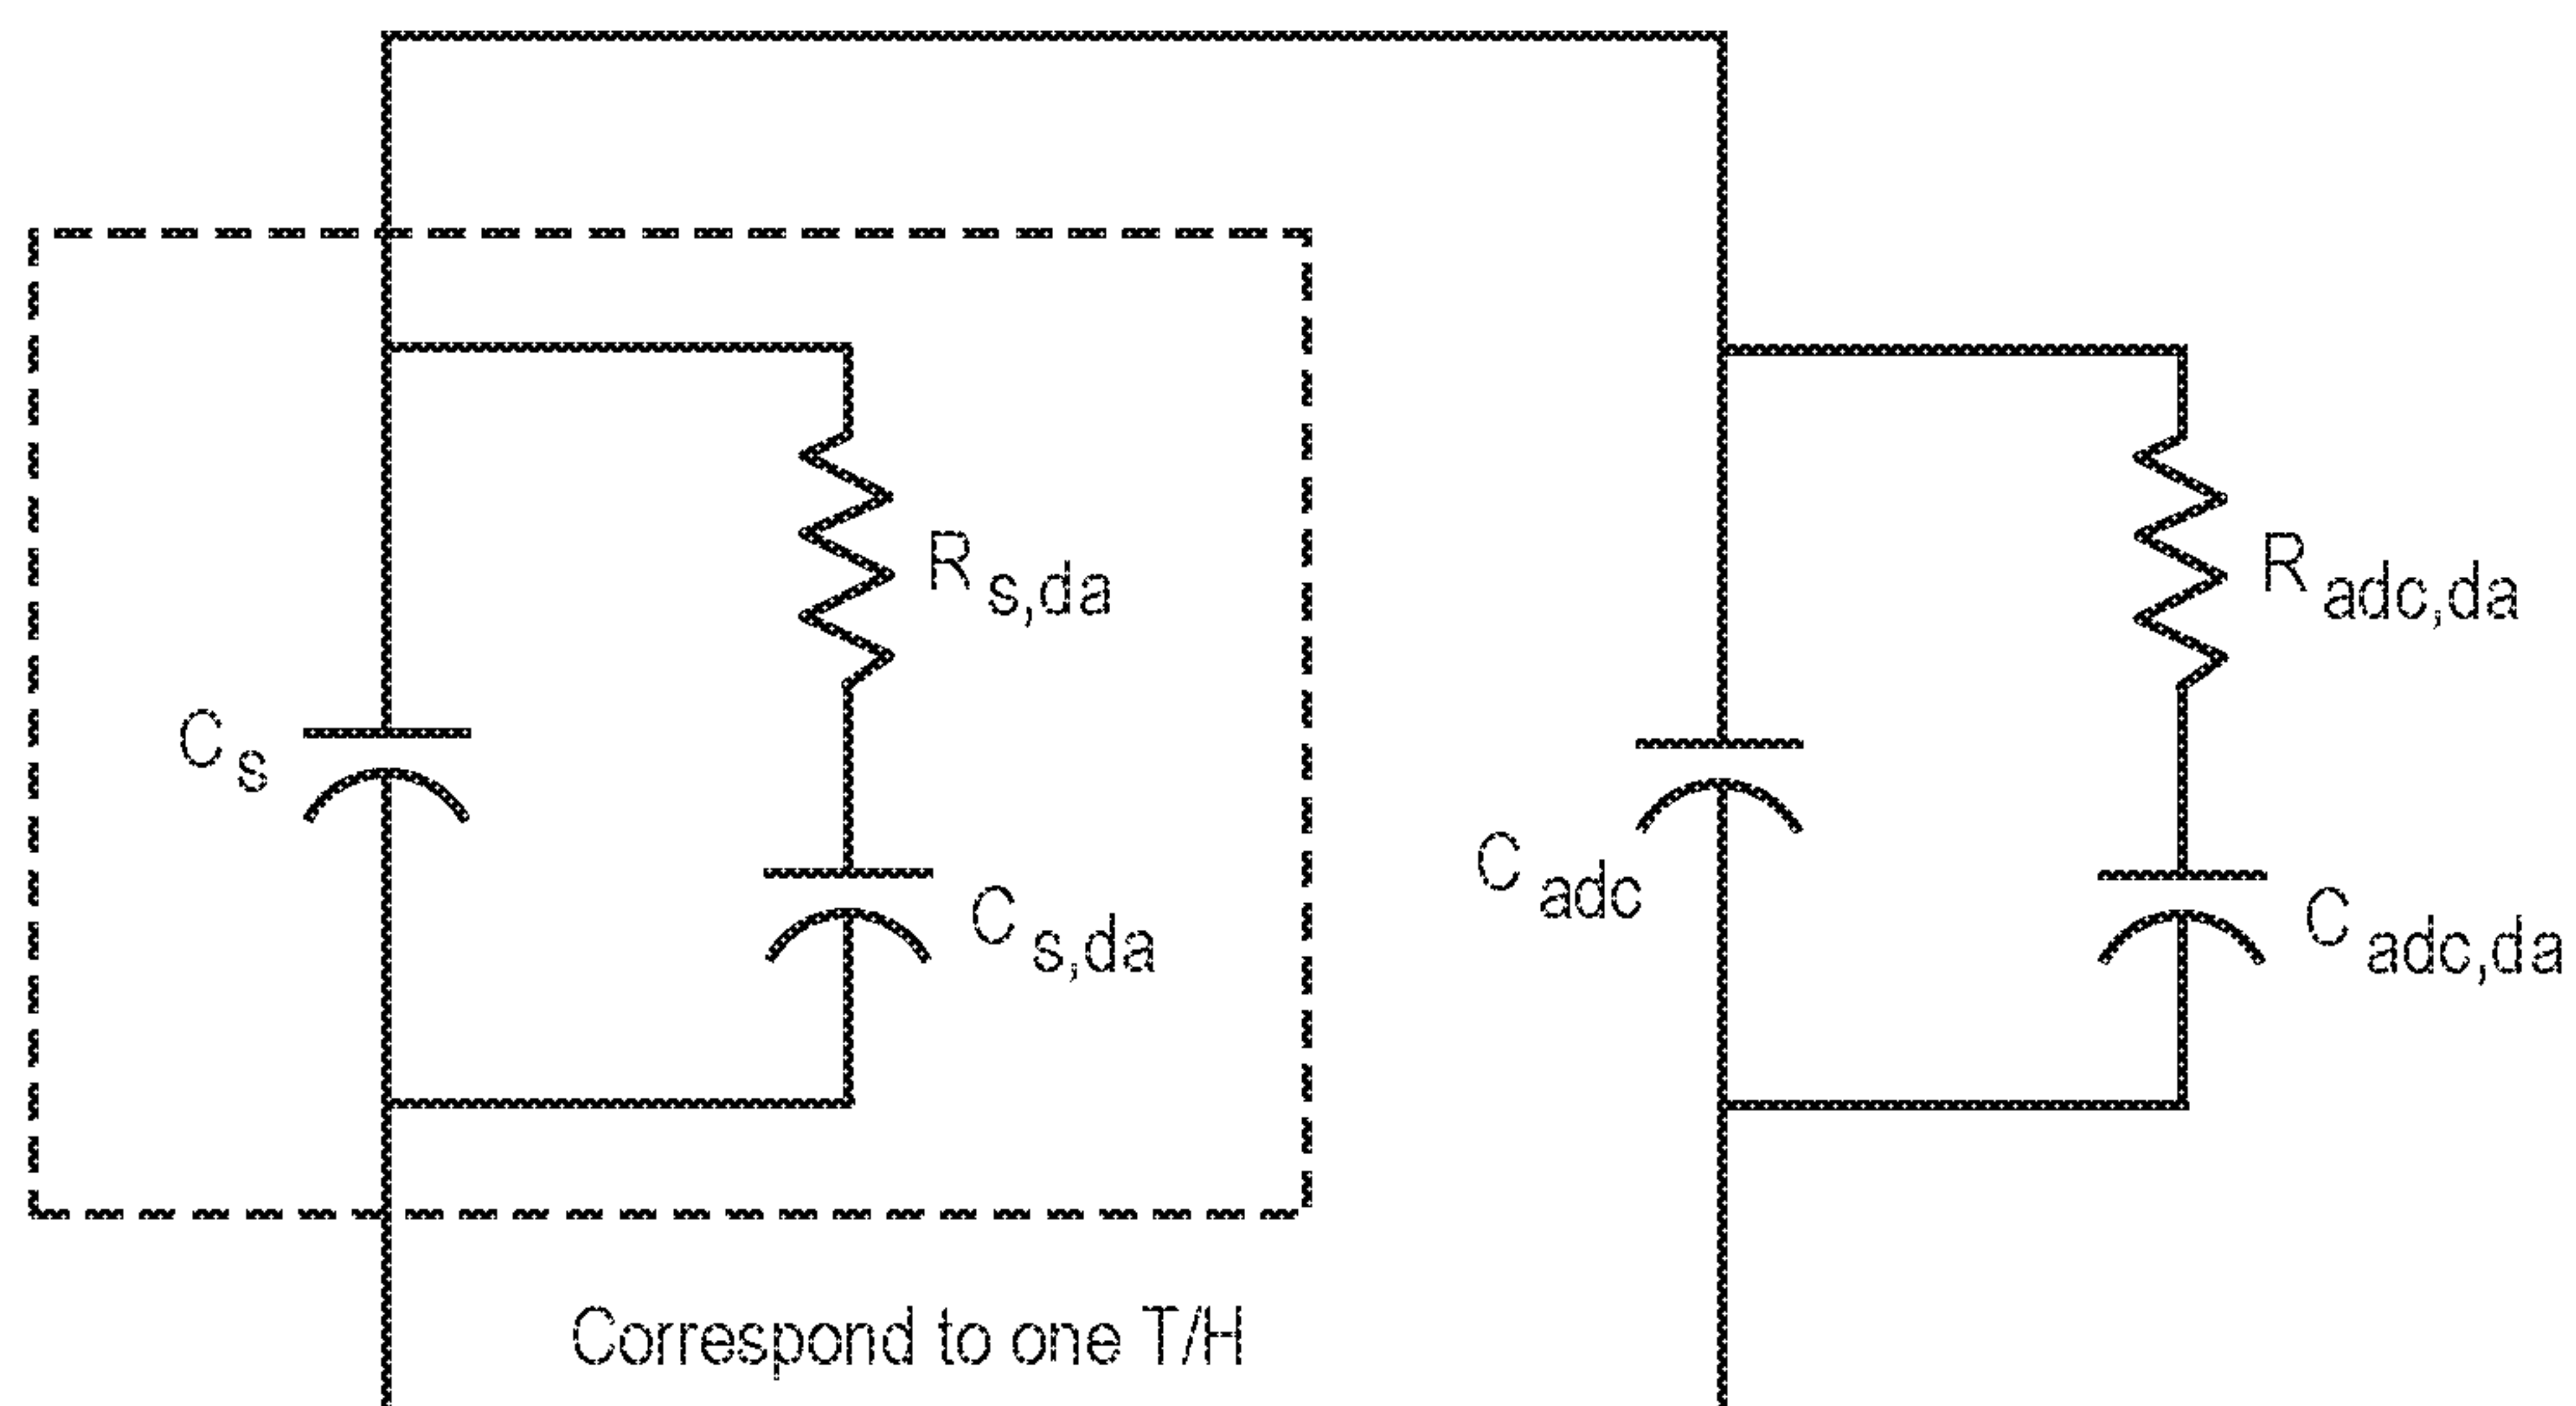 R s,da
R adc,da
C s
C adc
C s,da
C adc,da
Correspond to one T/H